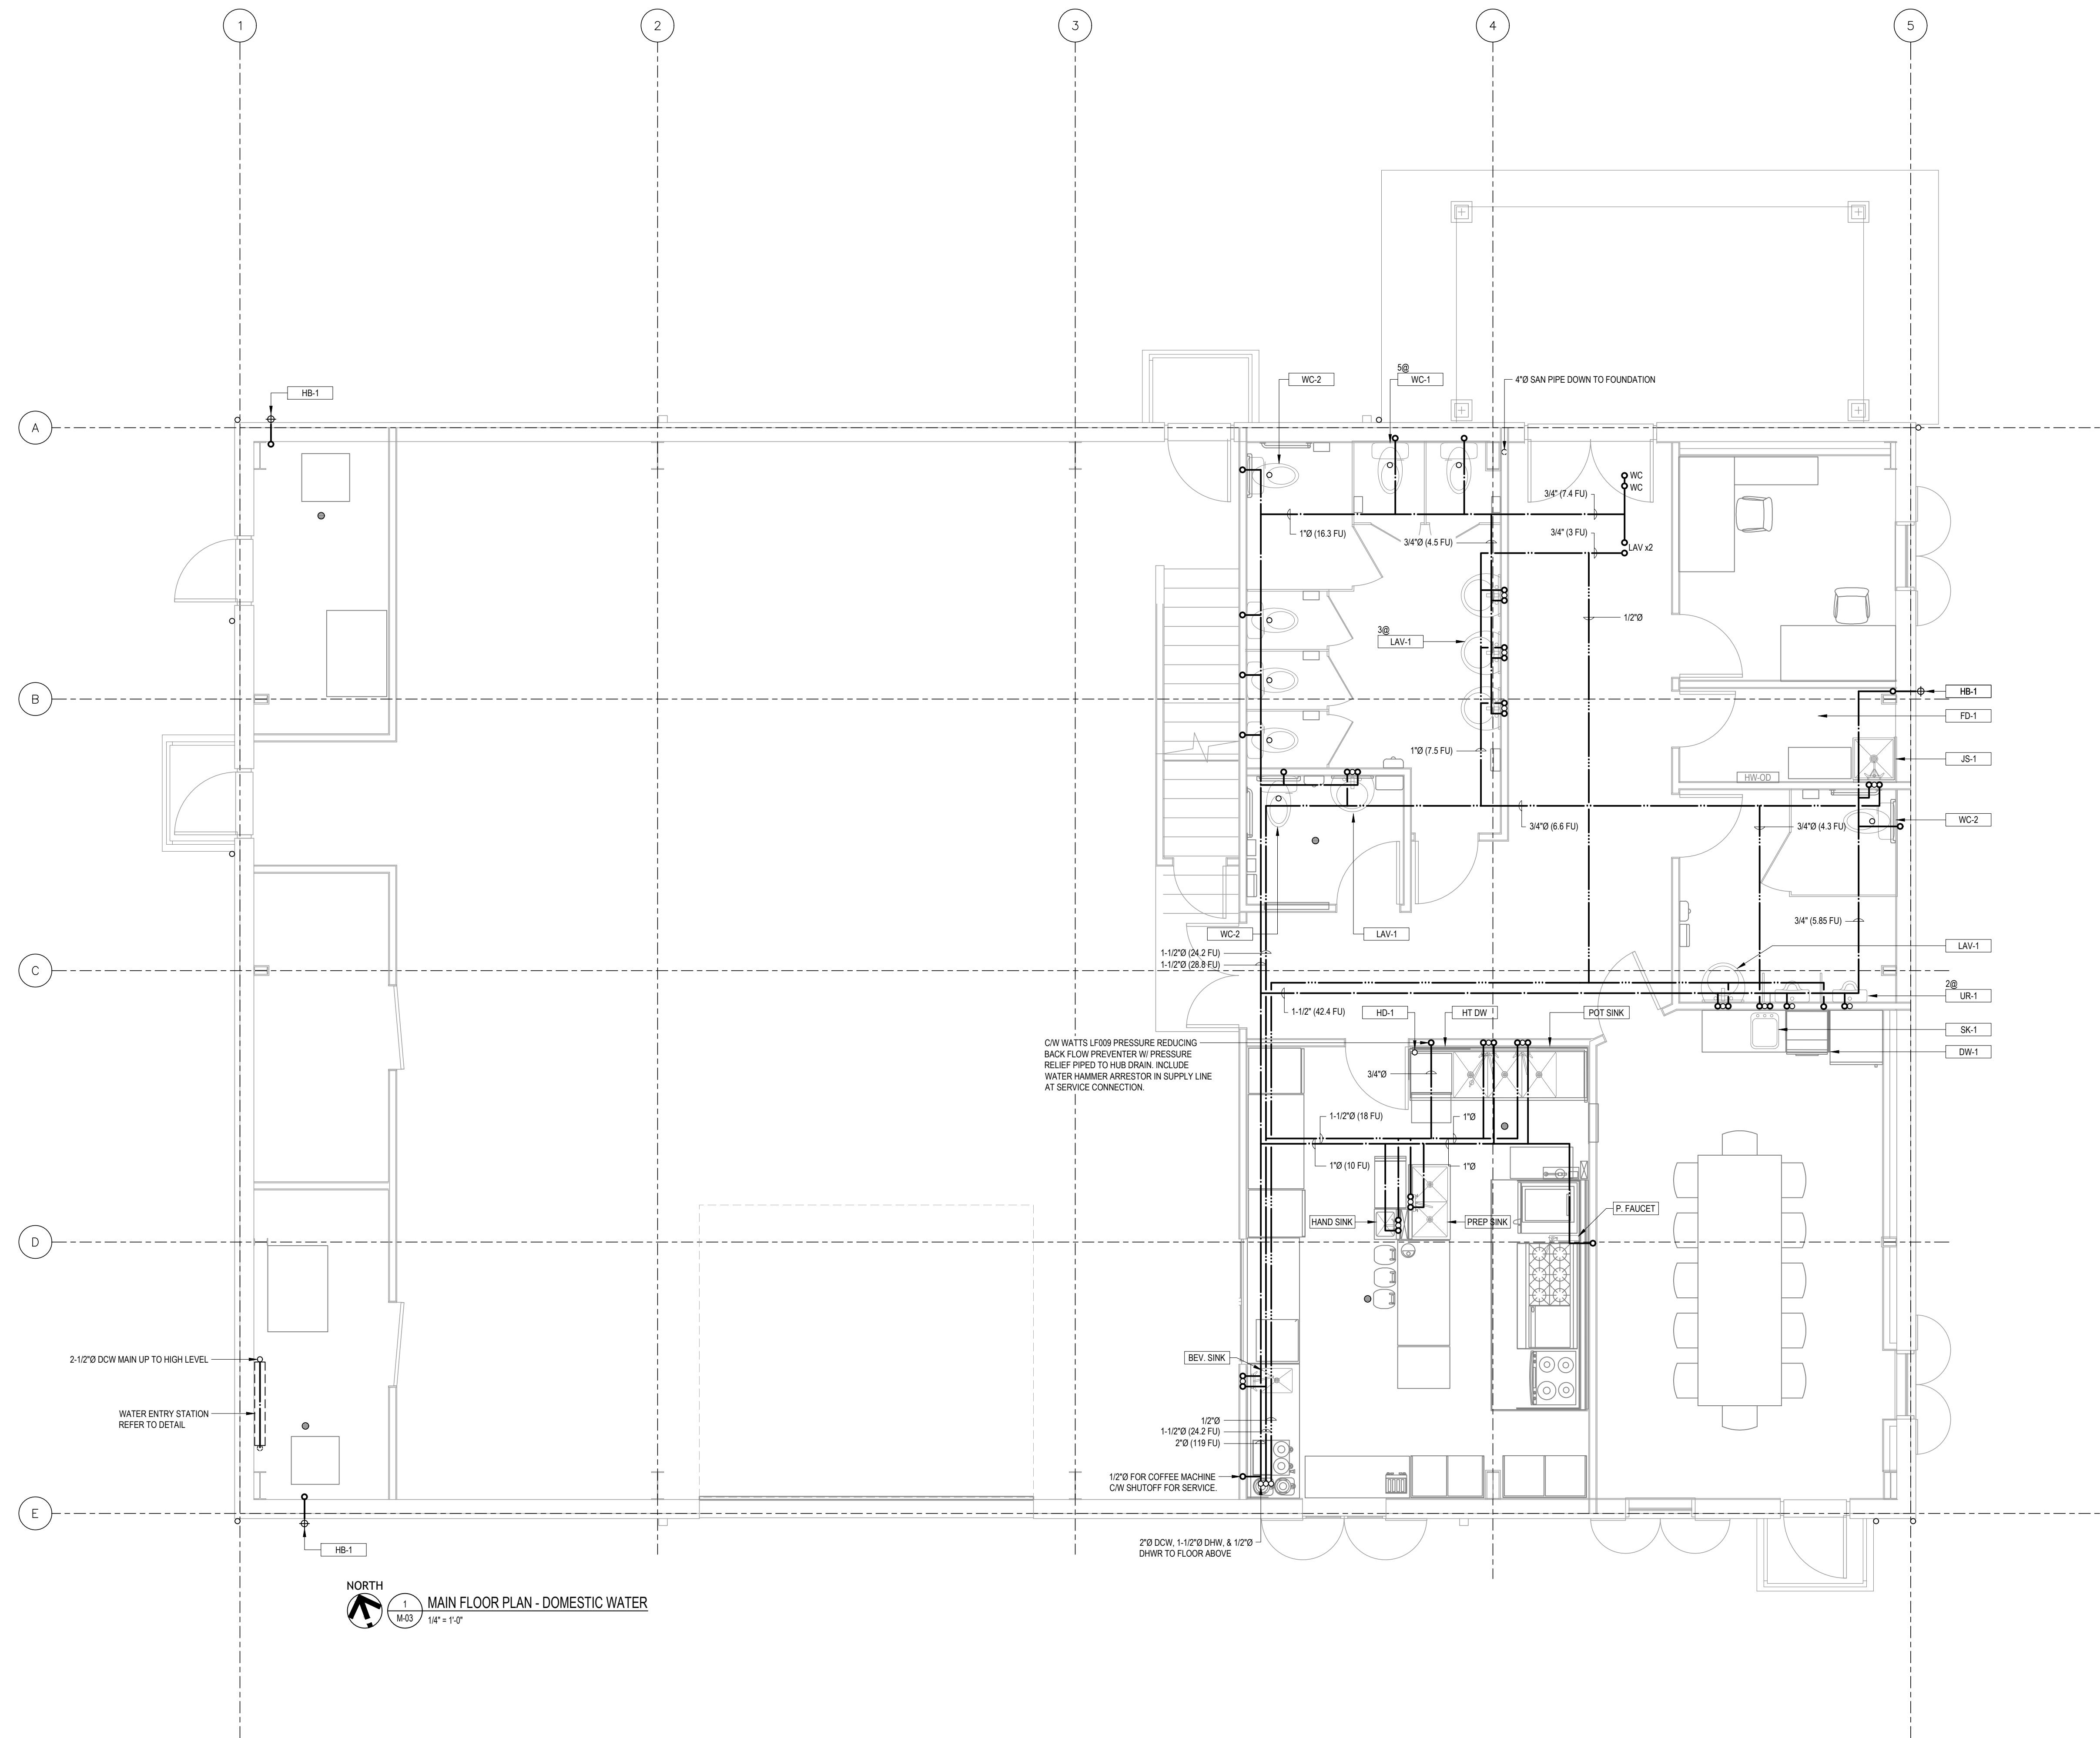 1
2
3
4
5
HB-1
WC-2
5@
WC-1
4"Ø SAN PIPE DOWN TO FOUNDATION
A
WC
WC
3/4" (7.4 FU)
1"Ø (16.3 FU)
3/4"Ø (4.5 FU)
3/4" (3 FU)
LAV x2
1/2"Ø
3@
LAV-1
B
HB-1
FD-1
1"Ø (7.5 FU)
JS-1
HW-OD
3/4"Ø (6.6 FU)
3/4"Ø (4.3 FU)
WC-2
3/4" (5.85 FU)
WC-2
LAV-1
LAV-1
1-1/2"Ø (24.2 FU)
1-1/2"Ø (28.8 FU)
C
2@
UR-1
1-1/2" (42.4 FU)
HD-1
HT DW
POT SINK
SK-1
DW-1
C/W WATTS LF009 PRESSURE REDUCING
BACK FLOW PREVENTER W/ PRESSURE
RELIEF PIPED TO HUB DRAIN. INCLUDE
WATER HAMMER ARRESTOR IN SUPPLY LINE
AT SERVICE CONNECTION.
3/4"Ø
1-1/2"Ø (18 FU)
1"Ø
1"Ø (10 FU)
1"Ø
P. FAUCET
HAND SINK
PREP SINK
D
2-1/2"Ø DCW MAIN UP TO HIGH LEVEL
BEV. SINK
WATER ENTRY STATION
REFER TO DETAIL
1/2"Ø
1-1/2"Ø (24.2 FU)
2"Ø (119 FU)
1/2"Ø FOR COFFEE MACHINE
C/W SHUTOFF FOR SERVICE.
E
HB-1
2"Ø DCW, 1-1/2"Ø DHW, & 1/2"Ø
DHWR TO FLOOR ABOVE
NORTH
1
M-03
MAIN FLOOR PLAN - DOMESTIC WATER
1/4" = 1'-0"